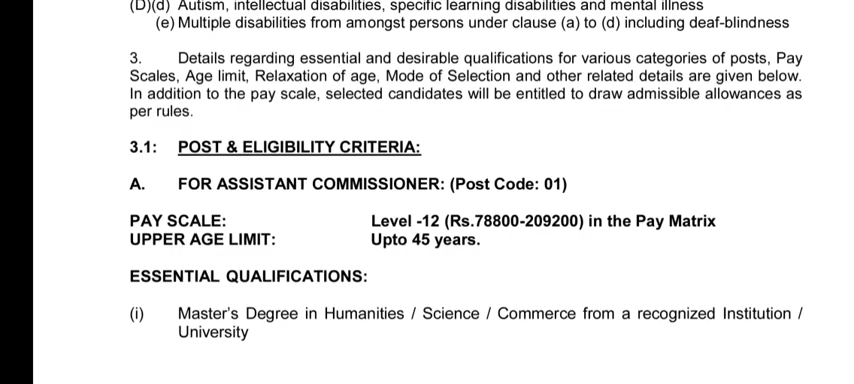 (D)(d) Autism, intellectual disabilities, specific learning disabilities and mental illness
(e) Multiple disabilities from amongst persons under clause (a) to (d) including deaf-blindness
3. Details regarding essential and desirable qualifications for various categories of posts, Pay
Scales, Age limit, Relaxation of age, Mode of Selection and other related details are given below.
In addition to the pay scale, selected candidates will be entitled to draw admissible allowances as
per rules.
3.1: POST & ELIGIBILITY CRITERIA:
A. FOR ASSISTANT COMMISSIONER: (Post Code: 01)
PAY SCALE: Level -12 (Rs.78800-209200) in the Pay Matrix
UPPER AGE LIMIT: Upto 45 years.
ESSENTIAL QUALIFICATIONS:
(i) Master's Degree in Humanities / Science / Commerce from a recognized Institution /
University